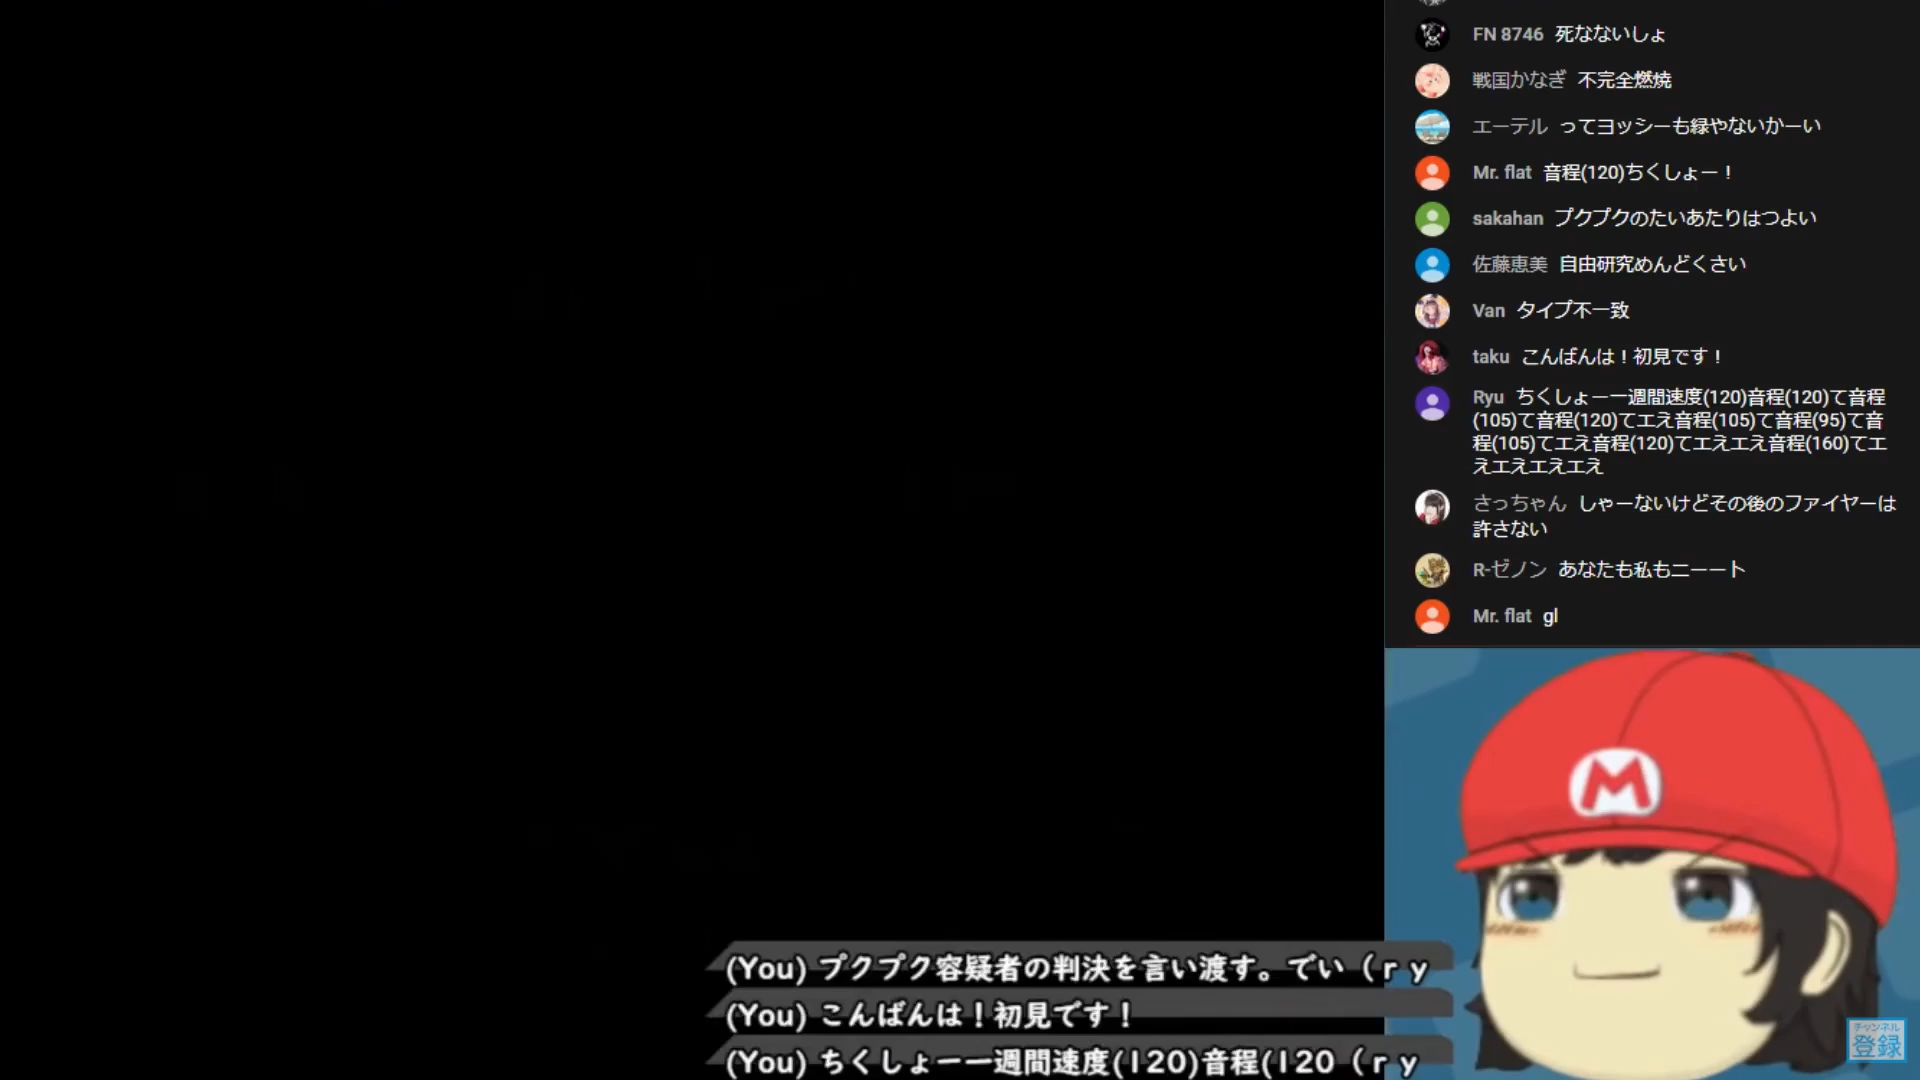 FN 8746 死なないしょ
戦国かなぎ 不完全燃焼
エーテル ってヨッシーも緑やないかーい
Mr. flat 音程(120)ちくしょー！
sakahan プクプクのたいあたりはつよい
佐藤恵美 自由研究めんどくさい
Van タイプ不一致
taku こんばんは！初見です！
Ryu ちくしょーー週間速度(120)音程(120)て音程
(105)て音程(120)てエえ音程(105)て音程(95)て音
程(105)てエえ音程(120)てエえエえ音程(160)てエ
えエえエえエえ
さっちゃん しゃーないけどその後のファイヤーは
許さない
R-ゼノン あなたも私もニーート
Mr. flat gl
M
(You) プクプク容疑者の判決を言い渡す。でい（ｒｙ
(You) こんばんは！初見です！
(You) ちくしょーー週間速度(120)音程(120（ｒｙ
チャンネル
登録